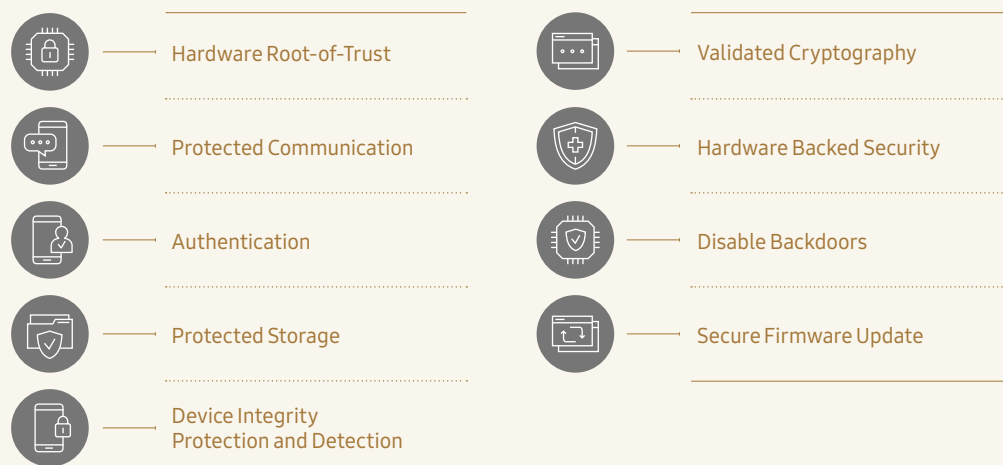 Hardware Root-of-Trust
Protected Communication
Authentication
Protected Storage
Device Integrity
Protection and Detection
Validated Cryptography
Hardware Backed Security
Disable Backdoors
Secure Firmware Update